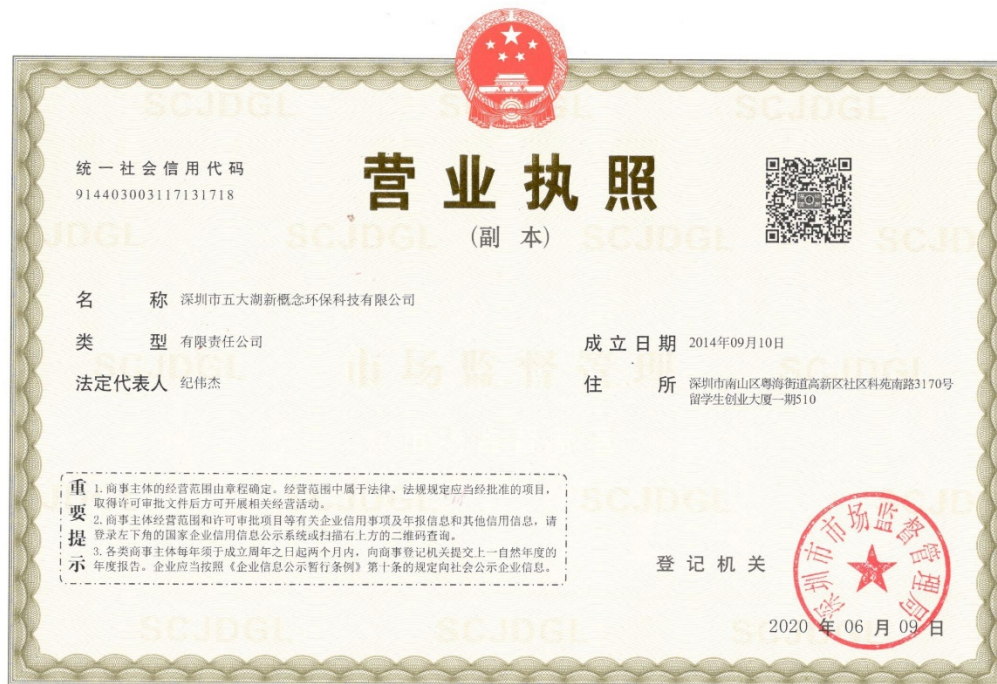 统一社会信用代码
914403003117131718
营业执照
(副 本)
名 称 深圳市五大湖新概念环保科技有限公司
类 型 有限责任公司
成立日期 2014年09月10日
法定代表人 纪伟杰
住 所 深圳市南山区粤海街道高新区社区科苑南路3170号
留学生创业大厦一期510
重要提示
1.商事主体的经营范围由章程确定。经营范围中属于法律、法规规定应当经批准的项目,
取得许可审批文件后方可开展相关经营活动。
2.商事主体经营范围和许可审批项目等有关企业信用事项及年报信息和其他信用信息,请
登录左下角的国家企业信用信息公示系统或扫描右上方的二维码查询。
3.各类商事主体每年须于成立周年之日起两个月内,向商事登记机关提交上一自然年度的
年度报告。企业应当按照《企业信息公示暂行条例》第十条的规定向社会公示企业信息。
登记机关
深圳市市场监督管理局
2020 年 06 月 09 日
SCJDGL
市场监督管理